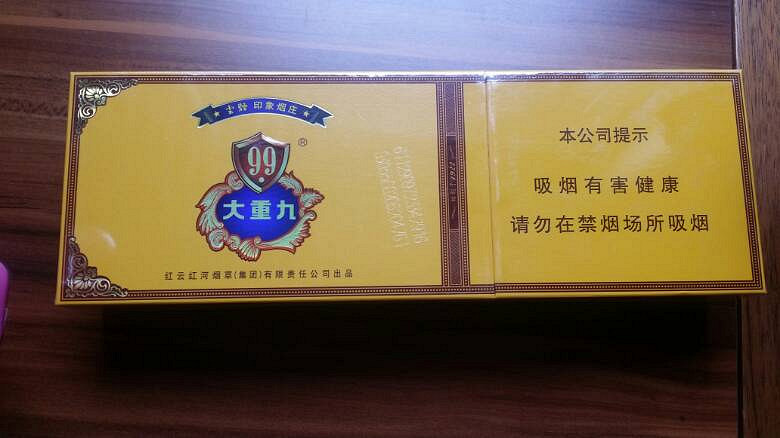 印象烟庄
99
®
大重九
红云红河烟草(集团)有限责任公司出品
本公司提示
吸烟有害健康
请勿在禁烟场所吸烟